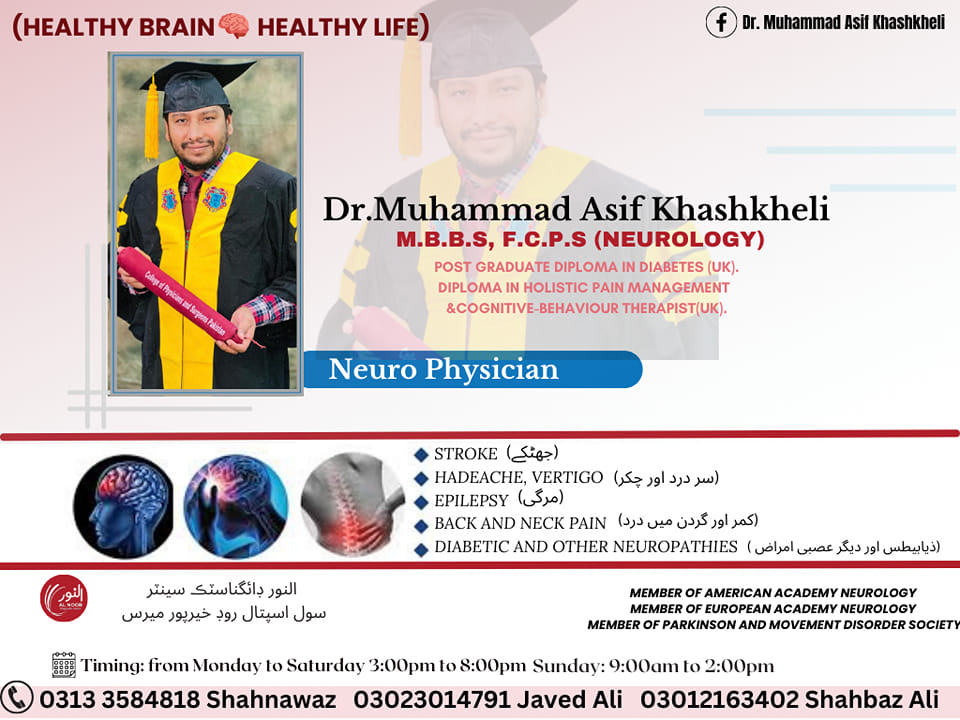 (HEALTHY BRAIN🧠 HEALTHY LIFE)
Dr. Muhammad Asif Khashkheli
Dr.Muhammad Asif Khashkheli
M.B.B.S, F.C.P.S (NEUROLOGY)
POST GRADUATE DIPLOMA IN DIABETES (UK).
DIPLOMA IN HOLISTIC PAIN MANAGEMENT
&COGNITIVE-BEHAVIOUR THERAPIST(UK).
College of Physicians and Surgeons Pakistan
Neuro Physician
STROKE (جھٹکے)
HADEACHE, VERTIGO (سر درد اور چکر)
EPILEPSY (مرگی)
BACK AND NECK PAIN (کمر اور گردن میں درد)
DIABETIC AND OTHER NEUROPATHIES (ذیابیطس اور دیگر عصبی امراض)
النور
AL NOOR
النور ڊائگناسٽڪ سينٽر
سول اسپتال روڊ خيرپور ميرس
MEMBER OF AMERICAN ACADEMY NEUROLOGY
MEMBER OF EUROPEAN ACADEMY NEUROLOGY
MEMBER OF PARKINSON AND MOVEMENT DISORDER SOCIETY
Timing: from Monday to Saturday 3:00pm to 8:00pm Sunday: 9:00am to 2:00pm
0313 3584818 Shahnawaz 03023014791 Javed Ali 03012163402 Shahbaz Ali